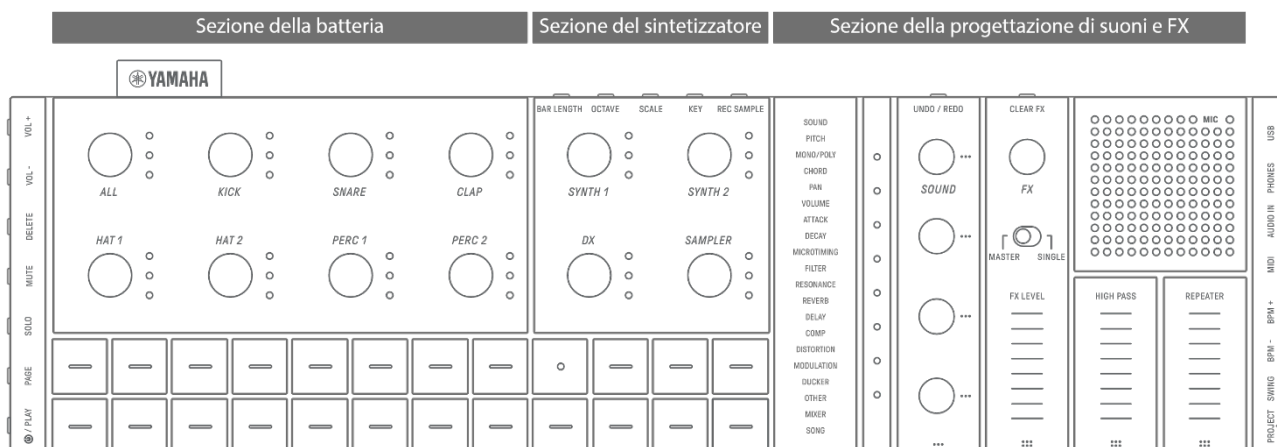 Sezione della batteria
Sezione del sintetizzatore
Sezione della progettazione di suoni e FX
YAMAHA
VOL +
VOL -
DELETE
MUTE
SOLO
PAGE
/ PLAY
ALL
KICK
SNARE
CLAP
HAT 1
HAT 2
PERC 1
PERC 2
BAR LENGTH OCTAVE SCALE KEY REC SAMPLE
SYNTH 1
SYNTH 2
DX
SAMPLER
SOUND
PITCH
MONO/POLY
CHORD
PAN
VOLUME
ATTACK
DECAY
MICROTIMING
FILTER
RESONANCE
REVERB
DELAY
COMP
DISTORTION
MODULATION
DUCKER
OTHER
MIXER
SONG
UNDO / REDO
SOUND
CLEAR FX
FX
MASTER SINGLE
FX LEVEL
MIC
HIGH PASS
REPEATER
USB
PHONES
AUDIO IN
MIDI
BPM +
BPM -
SWING
PROJECT